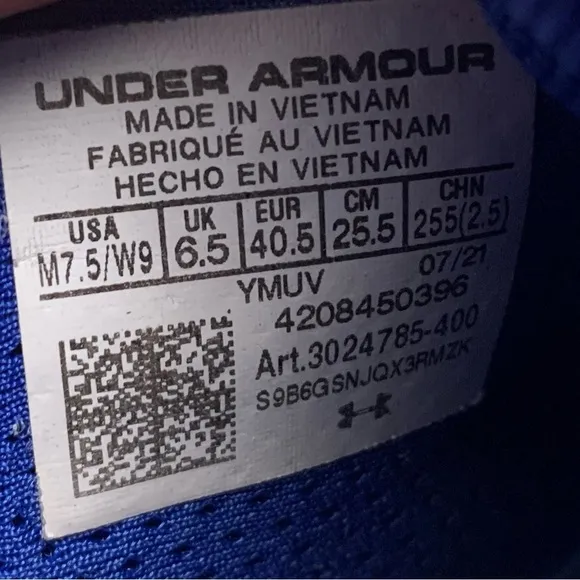 UNDER ARMOUR
MADE IN VIETNAM
FABRIQUÉ AU VIETNAM
HECHO EN VIETNAM
USA UK EUR CM CHN
M7.5/W9 6.5 40.5 25.5 255(2.5)
YMUV 07/21
4208450396
Art.3024785-400
S9B6GSNJQX3RMZK